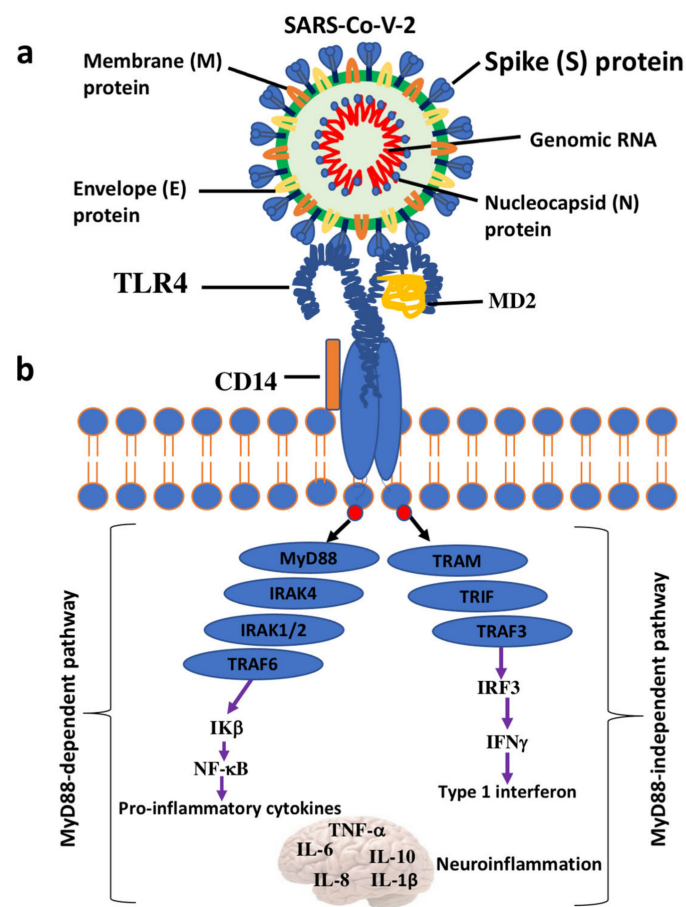 SARS-Co-V-2
a
Membrane (M)
protein
Spike (S) protein
Genomic RNA
Envelope (E)
protein
Nucleocapsid (N)
protein
TLR4
MD2
b
CD14
MyD88-dependent pathway
MyD88
IRAK4
IRAK1/2
TRAF6
IKβ
NF-κB
Pro-inflammatory cytokines
TRAM
TRIF
TRAF3
IRF3
IFNγ
Type 1 interferon
MyD88-independent pathway
TNF-α
IL-6
IL-10
IL-8
IL-1β
Neuroinflammation